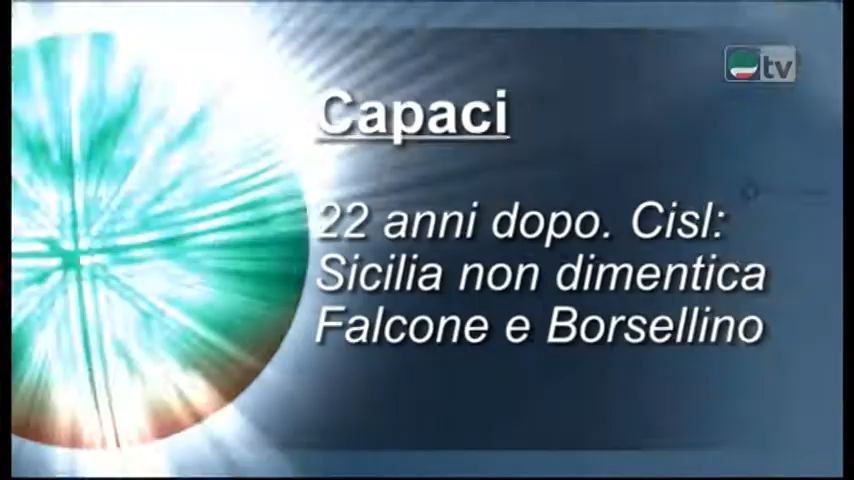 tv
Capaci
22 anni dopo. Cisl:
Sicilia non dimentica
Falcone e Borsellino